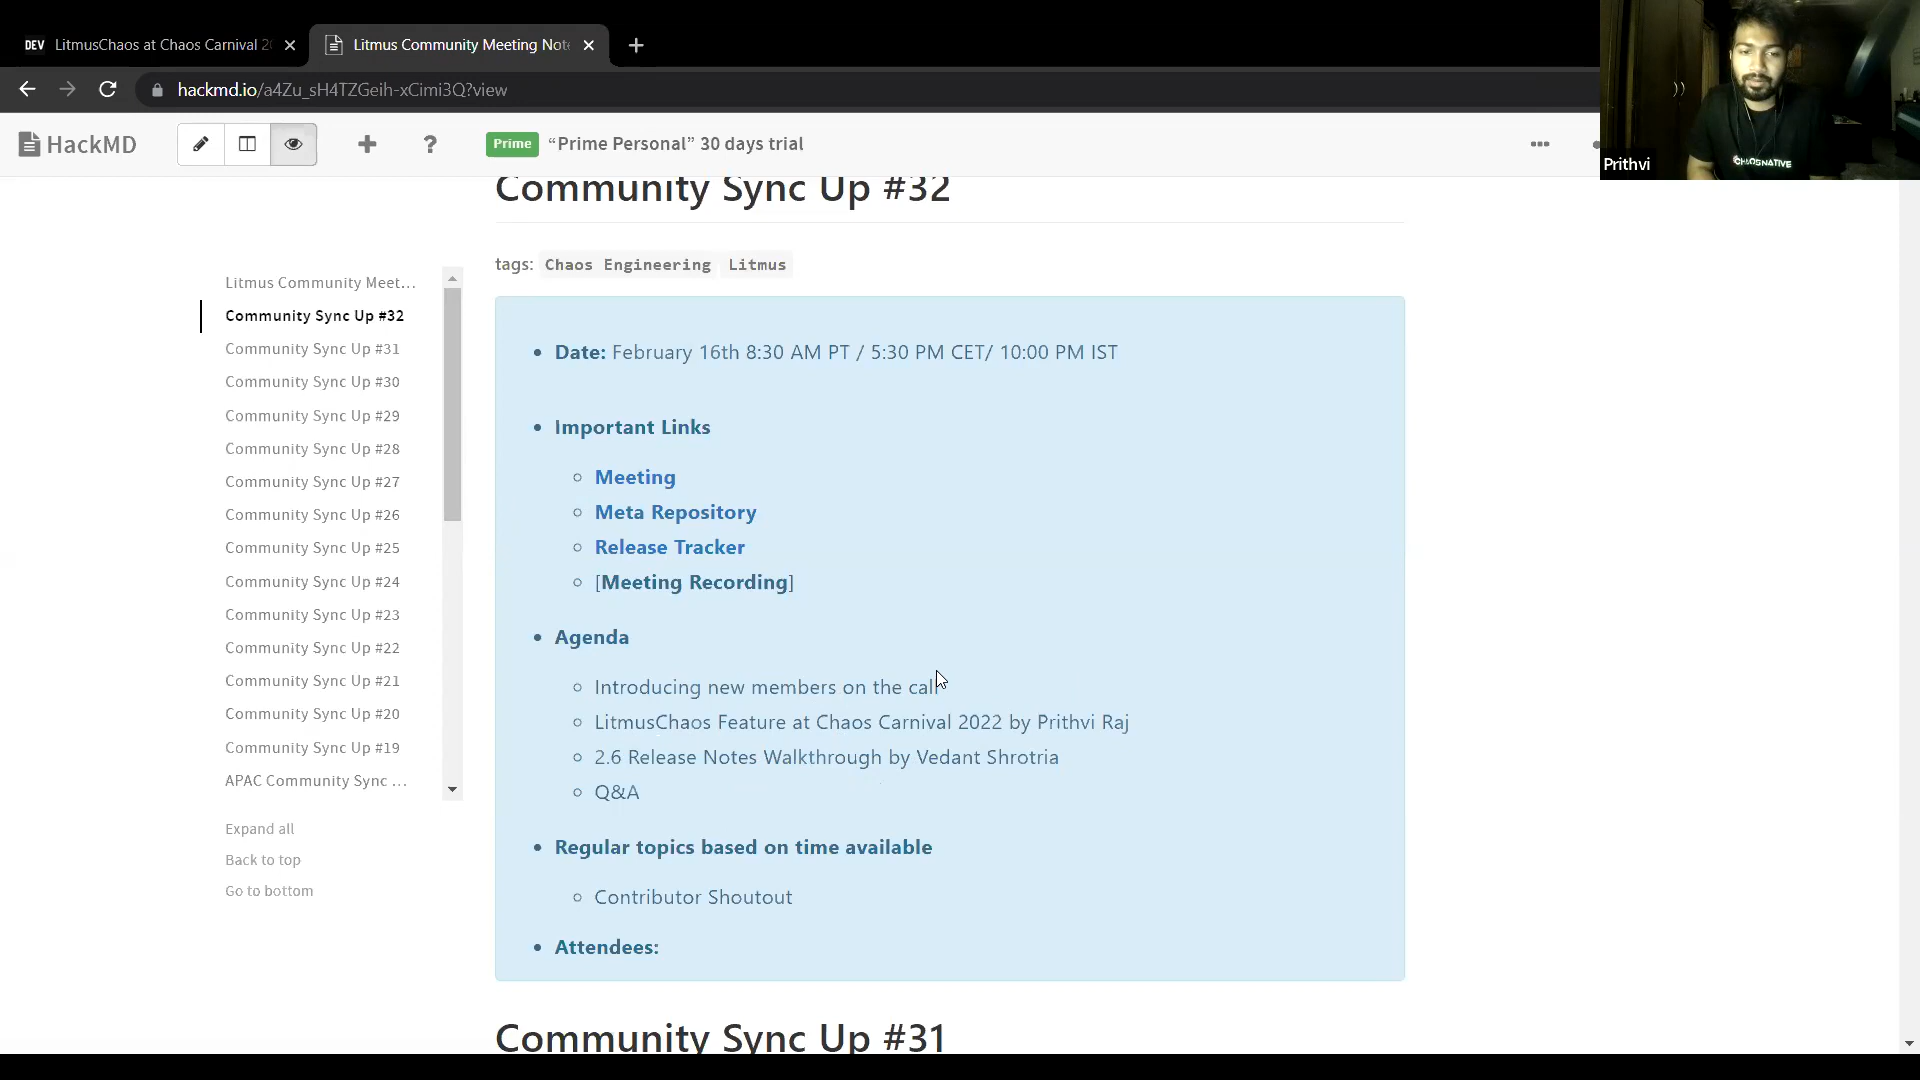 DEV LitmusChaos at Chaos Carnival 20
Litmus Community Meeting Not
hackmd.io/a4Zu_sH4TZGeih-xCimi3Q?view
HackMD
Prime "Prime Personal" 30 days trial
CHAOSNATIVE
Prithvi
Community Sync Up #32
tags: Chaos Engineering Litmus
Litmus Community Meet...
Community Sync Up #32
Community Sync Up #31
Community Sync Up #30
Community Sync Up #29
Community Sync Up #28
Community Sync Up #27
Community Sync Up #26
Community Sync Up #25
Community Sync Up #24
Community Sync Up #23
Community Sync Up #22
Community Sync Up #21
Community Sync Up #20
Community Sync Up #19
APAC Community Sync ...
Expand all
Back to top
Go to bottom
Date: February 16th 8:30 AM PT / 5:30 PM CET/ 10:00 PM IST
Important Links
Meeting
Meta Repository
Release Tracker
[Meeting Recording]
Agenda
Introducing new members on the call
LitmusChaos Feature at Chaos Carnival 2022 by Prithvi Raj
2.6 Release Notes Walkthrough by Vedant Shrotria
Q&A
Regular topics based on time available
Contributor Shoutout
Attendees:
Community Sync Up #31